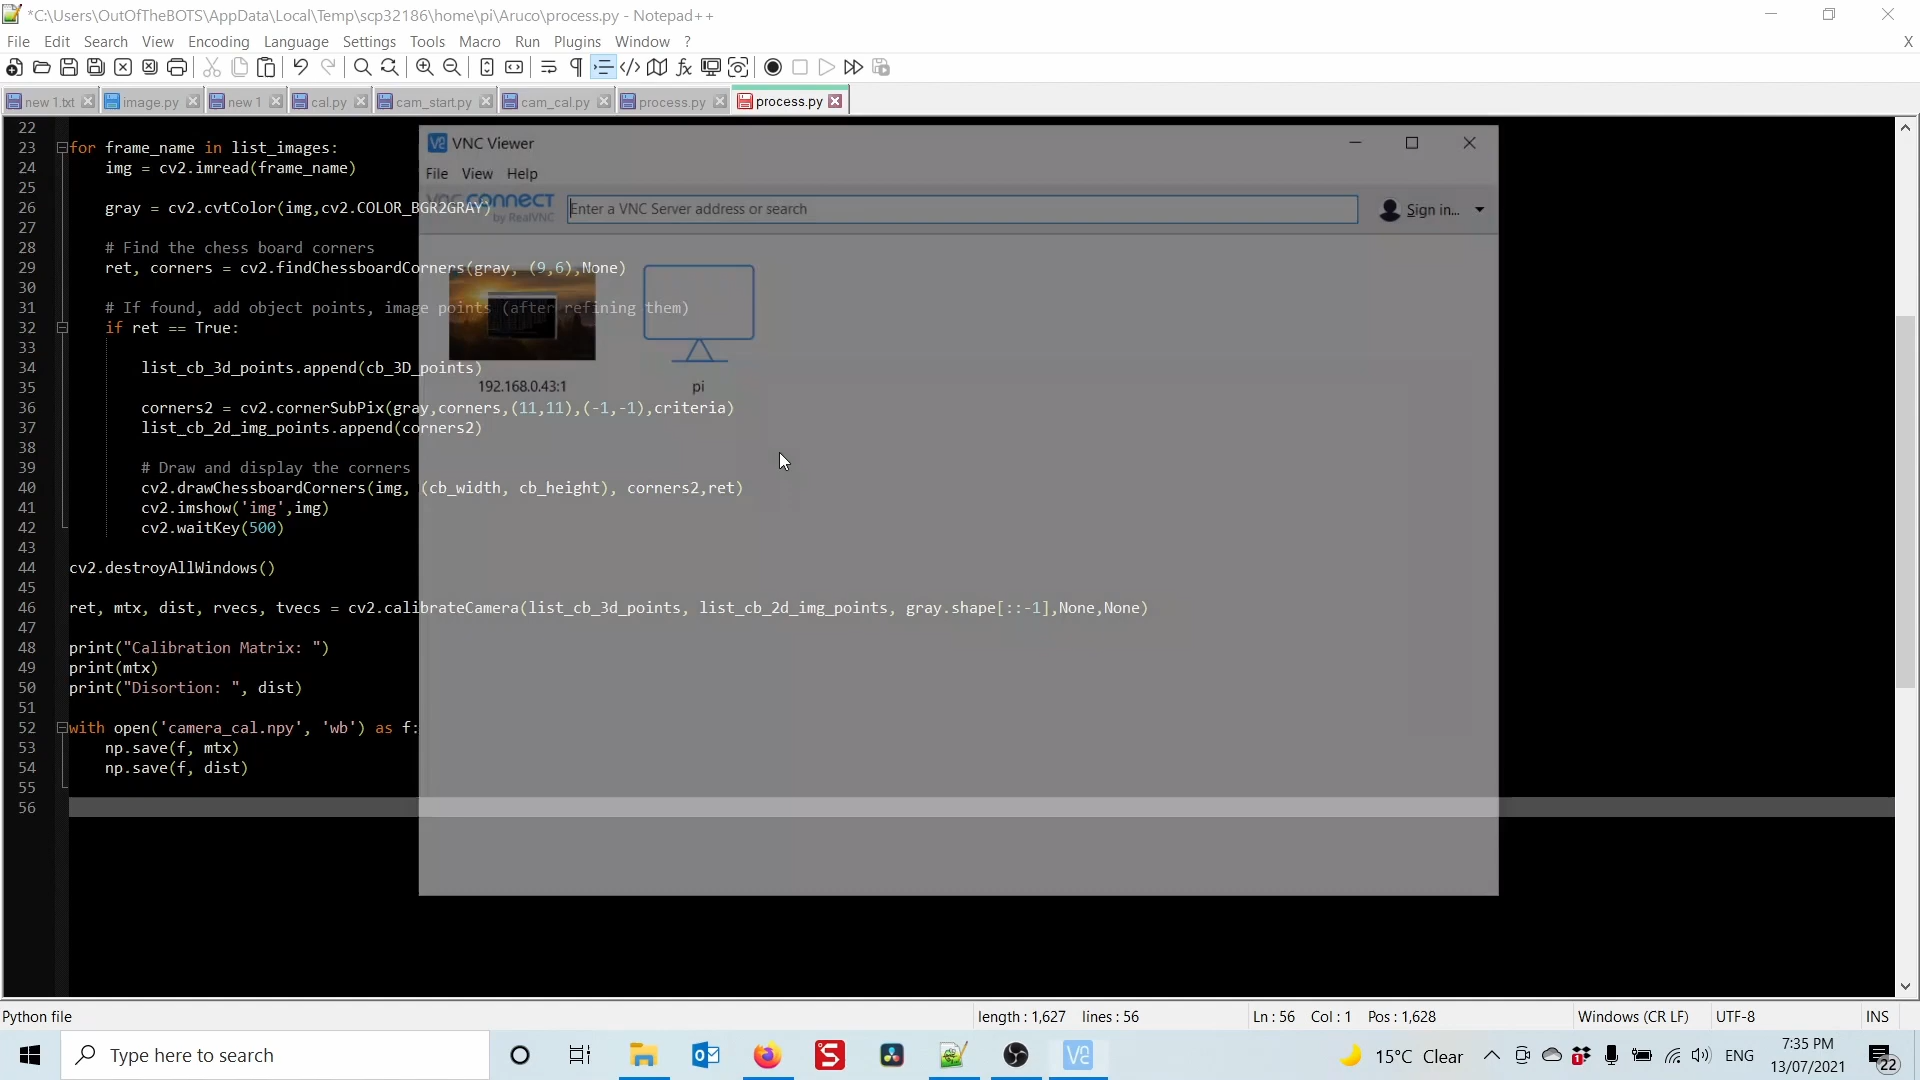 *C:\Users\OutOfTheBOTS\AppData\Local\Temp\scp32186\home\pi\Aruco\process.py - Notepad++
File Edit Search View Encoding Language Settings Tools Macro Run Plugins Window ? X
new 1.txt image.py new 1 cal.py cam_start.py cam_cal.py process.py process.py
VNC Viewer
File View Help
vnc connect
by RealVNC
Enter a VNC Server address or search
Sign in...
192.168.0.43:1
pi
22
23 for frame_name in list_images:
24 img = cv2.imread(frame_name)
25
26 gray = cv2.cvtColor(img,cv2.COLOR_BGR2GRAY)
27
28 # Find the chess board corners
29 ret, corners = cv2.findChessboardCorners(gray, (9,6),None)
30
31 # If found, add object points, image points (after refining them)
32 if ret == True:
33
34 list_cb_3d_points.append(cb_3D_points)
35
36 corners2 = cv2.cornerSubPix(gray,corners,(11,11),(-1,-1),criteria)
37 list_cb_2d_img_points.append(corners2)
38
39 # Draw and display the corners
40 cv2.drawChessboardCorners(img, (cb_width, cb_height), corners2,ret)
41 cv2.imshow('img',img)
42 cv2.waitKey(500)
43
44 cv2.destroyAllWindows()
45
46 ret, mtx, dist, rvecs, tvecs = cv2.calibrateCamera(list_cb_3d_points, list_cb_2d_img_points, gray.shape[::-1],None,None)
47
48 print("Calibration Matrix: ")
49 print(mtx)
50 print("Disortion: ", dist)
51
52 with open('camera_cal.npy', 'wb') as f:
53 np.save(f, mtx)
54 np.save(f, dist)
55
56
Python file length : 1,627 lines : 56 Ln : 56 Col : 1 Pos : 1,628 Windows (CR LF) UTF-8 INS
Type here to search 15°C Clear ENG 7:35 PM
13/07/2021 22